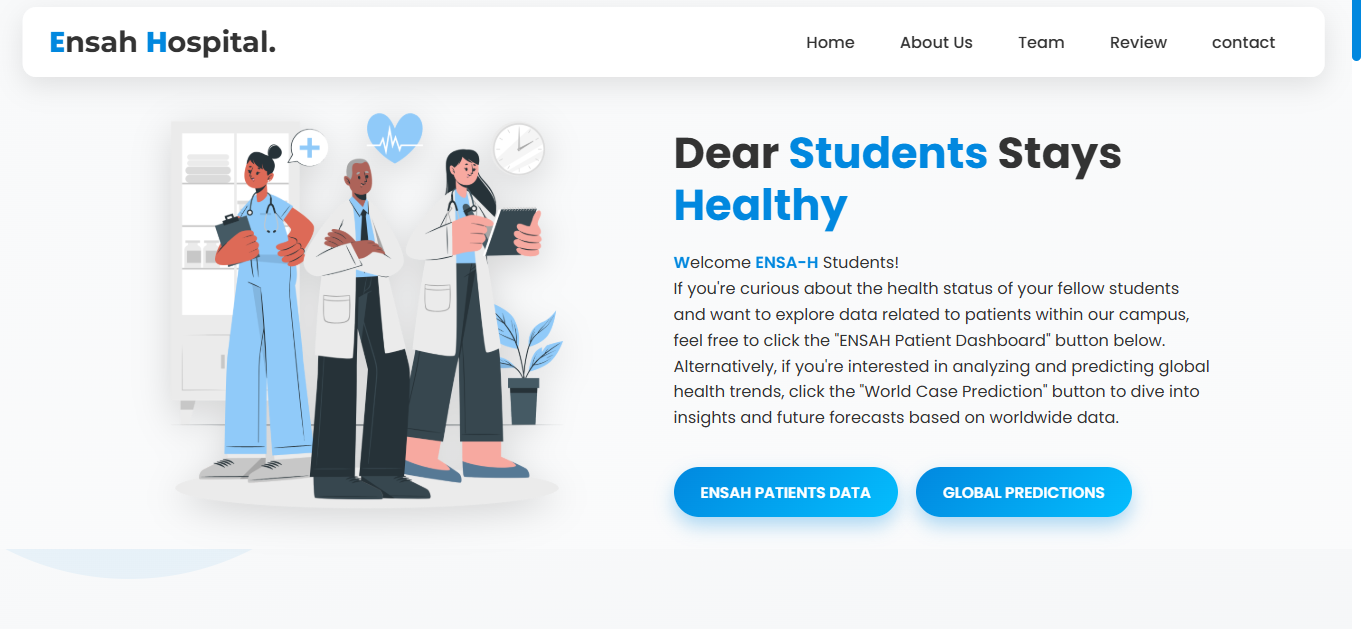 Ensah Hospital.
Home About Us Team Review contact
Dear Students Stays
Healthy
Welcome ENSA-H Students!
If you're curious about the health status of your fellow students
and want to explore data related to patients within our campus,
feel free to click the "ENSAH Patient Dashboard" button below.
Alternatively, if you're interested in analyzing and predicting global
health trends, click the "World Case Prediction" button to dive into
insights and future forecasts based on worldwide data.
ENSAH PATIENTS DATA
GLOBAL PREDICTIONS